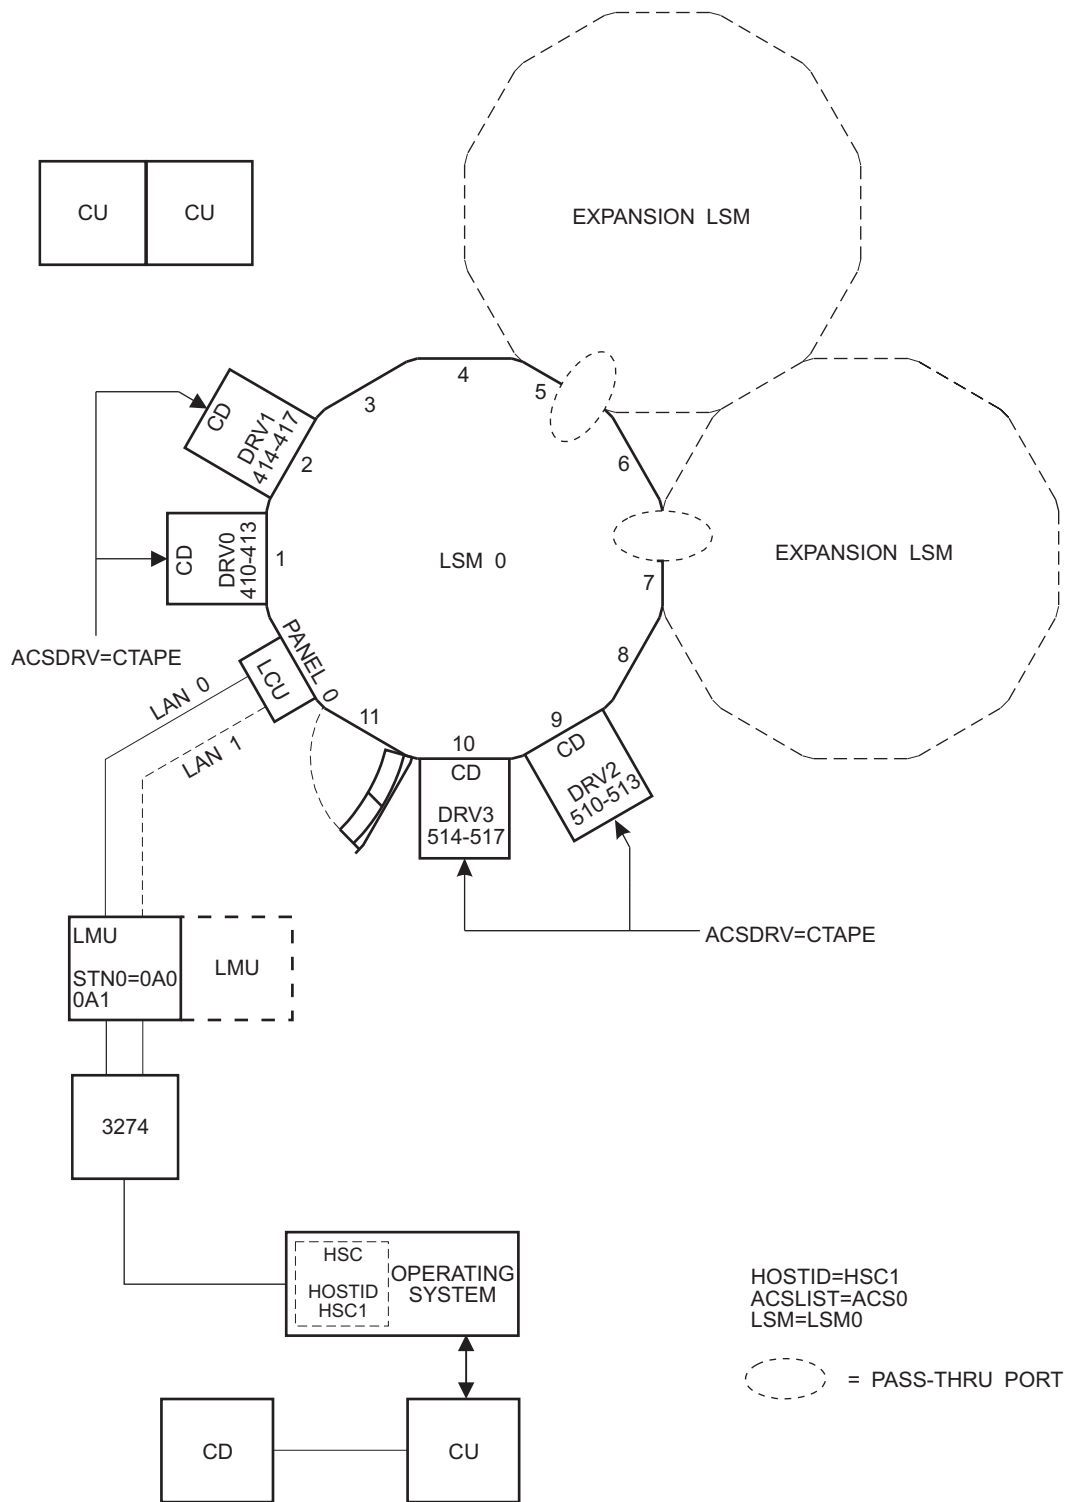 EXPANSION LSM
CU
CU
4
5
3
CD
DRV1
414-417
2
6
CD
DRV0
410-413
1
LSM 0
EXPANSION LSM
7
ACSDRV=CTAPE
PANEL 0
LCU
8
LAN 0
LAN 1
11
10
9
CD
DRV3
514-517
CD
DRV2
510-513
ACSDRV=CTAPE
LMU
STN0=0A0
0A1
LMU
3274
HSC
HOSTID
HSC1
OPERATING
SYSTEM
HOSTID=HSC1
ACSLIST=ACS0
LSM=LSM0
= PASS-THRU PORT
CD
CU